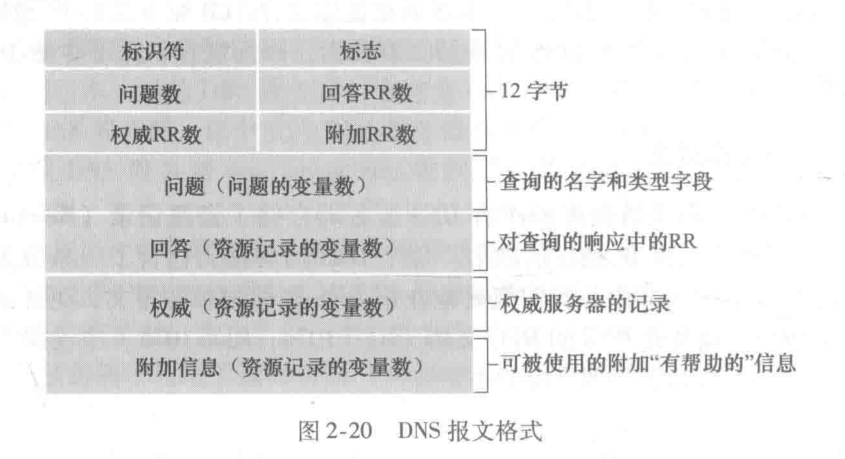 标识符 标志
问题数 回答RR数 12 字节
权威RR数 附加RR数
问题（问题的变量数） 查询的名字和类型字段
回答（资源记录的变量数） 对查询的响应中的RR
权威（资源记录的变量数） 权威服务器的记录
附加信息（资源记录的变量数） 可被使用的附加“有帮助的”信息
图 2-20 DNS 报文格式